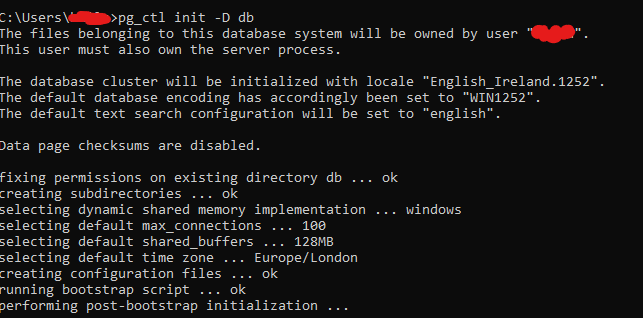 C:\Users\>pg_ctl init -D db
The files belonging to this database system will be owned by user "".
This user must also own the server process.
The database cluster will be initialized with locale "English_Ireland.1252".
The default database encoding has accordingly been set to "WIN1252".
The default text search configuration will be set to "english".
Data page checksums are disabled.
fixing permissions on existing directory db ... ok
creating subdirectories ... ok
selecting dynamic shared memory implementation ... windows
selecting default max_connections ... 100
selecting default shared_buffers ... 128MB
selecting default time zone ... Europe/London
creating configuration files ... ok
running bootstrap script ... ok
performing post-bootstrap initialization ...